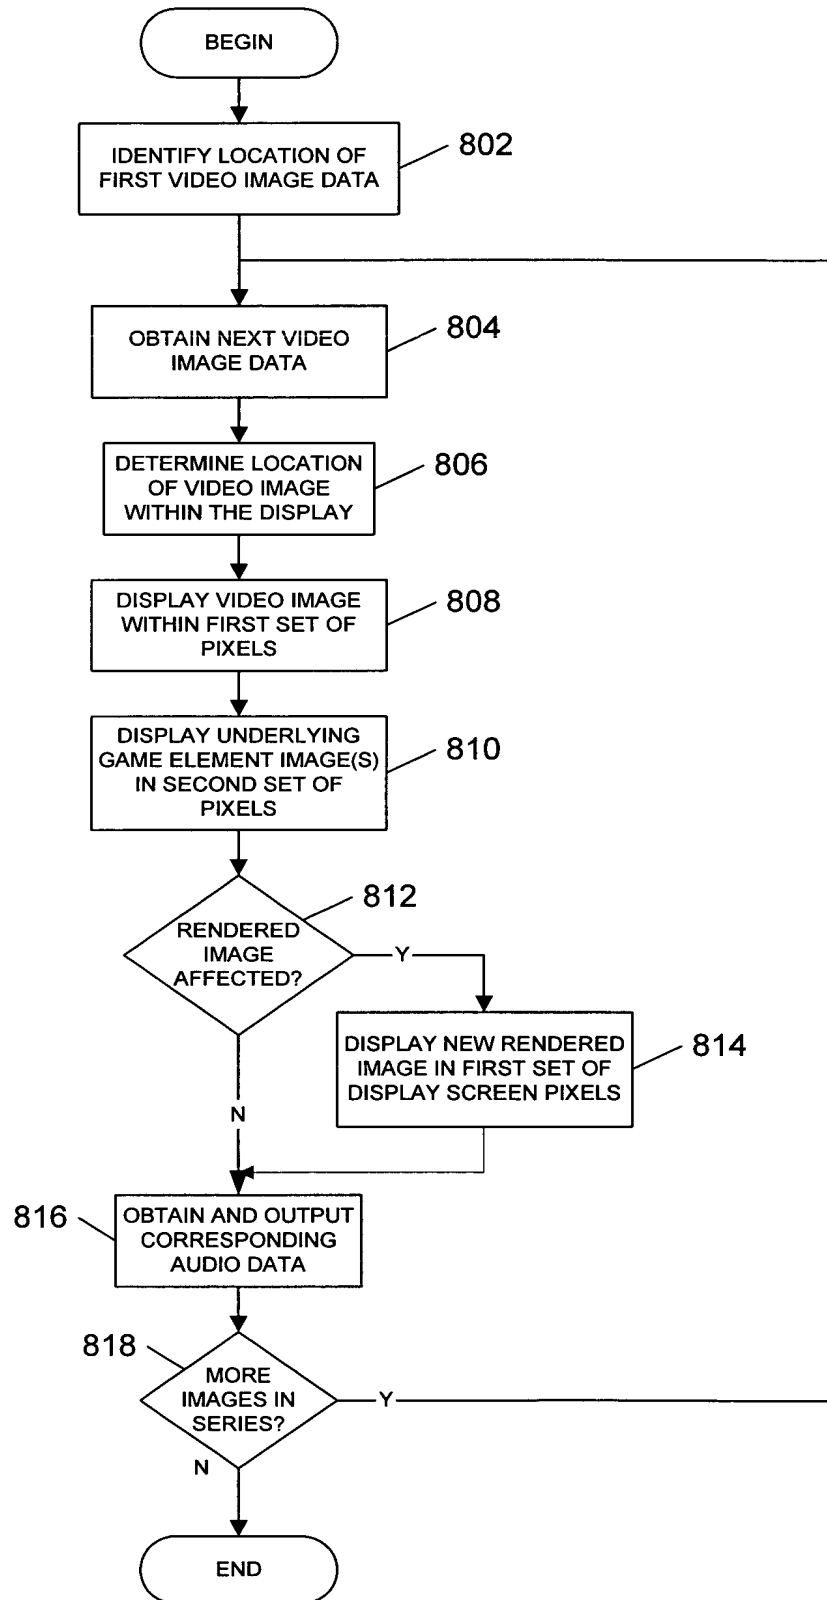 BEGIN
IDENTIFY LOCATION OF
FIRST VIDEO IMAGE DATA
802
OBTAIN NEXT VIDEO
IMAGE DATA
804
DETERMINE LOCATION
OF VIDEO IMAGE
WITHIN THE DISPLAY
806
DISPLAY VIDEO IMAGE
WITHIN FIRST SET OF
PIXELS
808
DISPLAY UNDERLYING
GAME ELEMENT IMAGE(S)
IN SECOND SET OF
PIXELS
810
RENDERED
IMAGE
AFFECTED?
812
Y
DISPLAY NEW RENDERED
IMAGE IN FIRST SET OF
DISPLAY SCREEN PIXELS
814
N
816
OBTAIN AND OUTPUT
CORRESPONDING
AUDIO DATA
818
MORE
IMAGES IN
SERIES?
Y
N
END